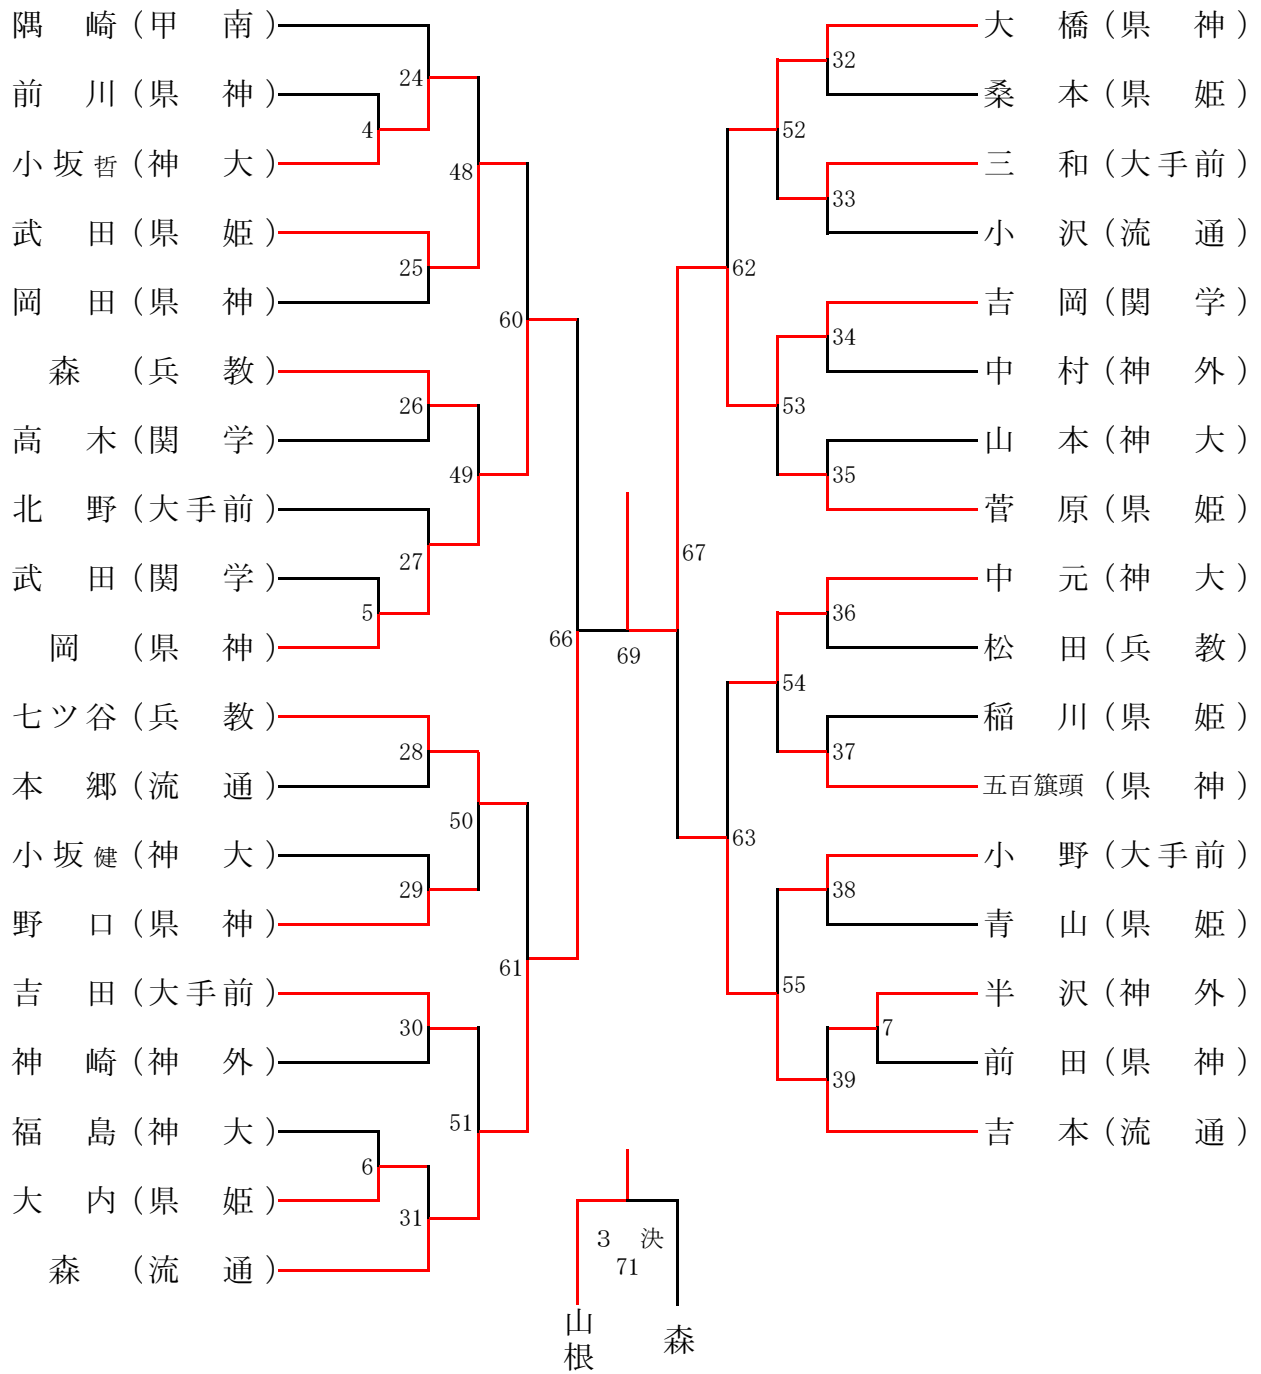 隅崎(甲南)
前川(県神)
小坂哲(神大)
武田(県姫)
岡田(県神)
森(兵教)
高木(関学)
北野(大手前)
武田(関学)
岡(県神)
七ツ谷(兵教)
本郷(流通)
小坂健(神大)
野口(県神)
吉田(大手前)
神崎(神外)
福島(神大)
大内(県姫)
森(流通)
4
5
6
24
25
26
27
28
29
30
31
48
49
50
51
60
61
66
69
67
62
63
52
53
54
55
32
33
34
35
36
37
38
39
7
大橋(県神)
桑本(県姫)
三和(大手前)
小沢(流通)
吉岡(関学)
中村(神外)
山本(神大)
菅原(県姫)
中元(神大)
松田(兵教)
稲川(県姫)
五百籏頭(県神)
小野(大手前)
青山(県姫)
半沢(神外)
前田(県神)
吉本(流通)
3決
71
山根
森